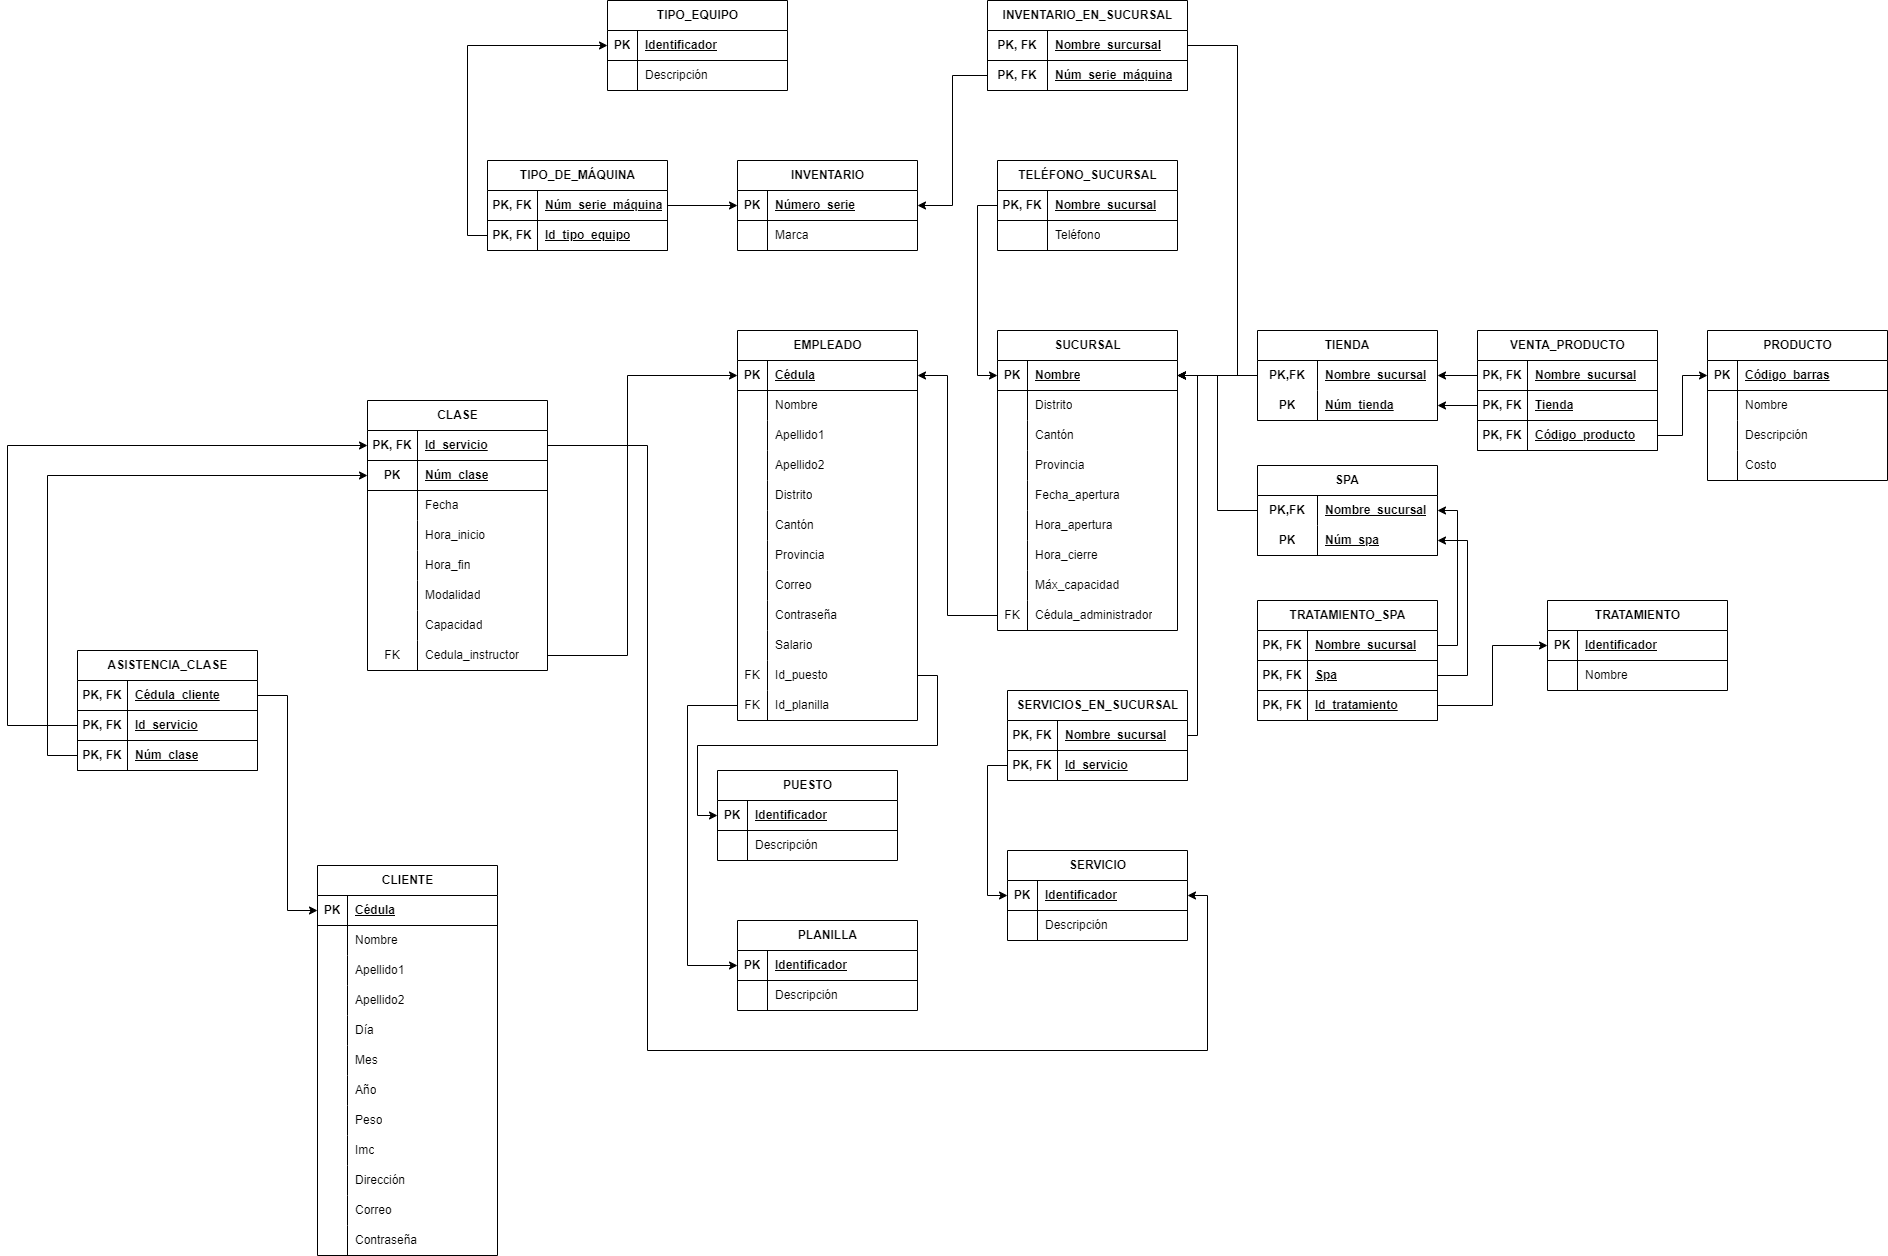 TIPO_EQUIPO
PK Identificador
Descripción
INVENTARIO_EN_SUCURSAL
PK, FK Nombre_surcursal
PK, FK Núm_serie_máquina
TIPO_DE_MÁQUINA
PK, FK Núm_serie_máquina
PK, FK Id_tipo_equipo
INVENTARIO
PK Número_serie
Marca
TELÉFONO_SUCURSAL
PK, FK Nombre_sucursal
Teléfono
CLASE
PK, FK Id_servicio
PK Núm_clase
Fecha
Hora_inicio
Hora_fin
Modalidad
Capacidad
FK Cedula_instructor
EMPLEADO
PK Cédula
Nombre
Apellido1
Apellido2
Distrito
Cantón
Provincia
Correo
Contraseña
Salario
FK Id_puesto
FK Id_planilla
SUCURSAL
PK Nombre
Distrito
Cantón
Provincia
Fecha_apertura
Hora_apertura
Hora_cierre
Máx_capacidad
FK Cédula_administrador
TIENDA
PK,FK Nombre_sucursal
PK Núm_tienda
VENTA_PRODUCTO
PK, FK Nombre_sucursal
PK, FK Tienda
PK, FK Código_producto
PRODUCTO
PK Código_barras
Nombre
Descripción
Costo
SPA
PK,FK Nombre_sucursal
PK Núm_spa
TRATAMIENTO_SPA
PK, FK Nombre_sucursal
PK, FK Spa
PK, FK Id_tratamiento
TRATAMIENTO
PK Identificador
Nombre
ASISTENCIA_CLASE
PK, FK Cédula_cliente
PK, FK Id_servicio
PK, FK Núm_clase
SERVICIOS_EN_SUCURSAL
PK, FK Nombre_sucursal
PK, FK Id_servicio
PUESTO
PK Identificador
Descripción
SERVICIO
PK Identificador
Descripción
CLIENTE
PK Cédula
Nombre
Apellido1
Apellido2
Día
Mes
Año
Peso
Imc
Dirección
Correo
Contraseña
PLANILLA
PK Identificador
Descripción